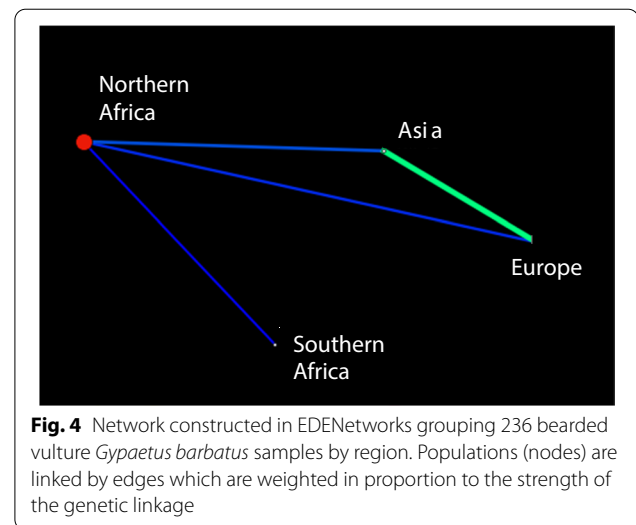 Northern
Africa
Asia
Europe
Southern
Africa
Fig. 4 Network constructed in EDENetworks grouping 236 bearded
vulture Gypaetus barbatus samples by region. Populations (nodes) are
linked by edges which are weighted in proportion to the strength of
the genetic linkage